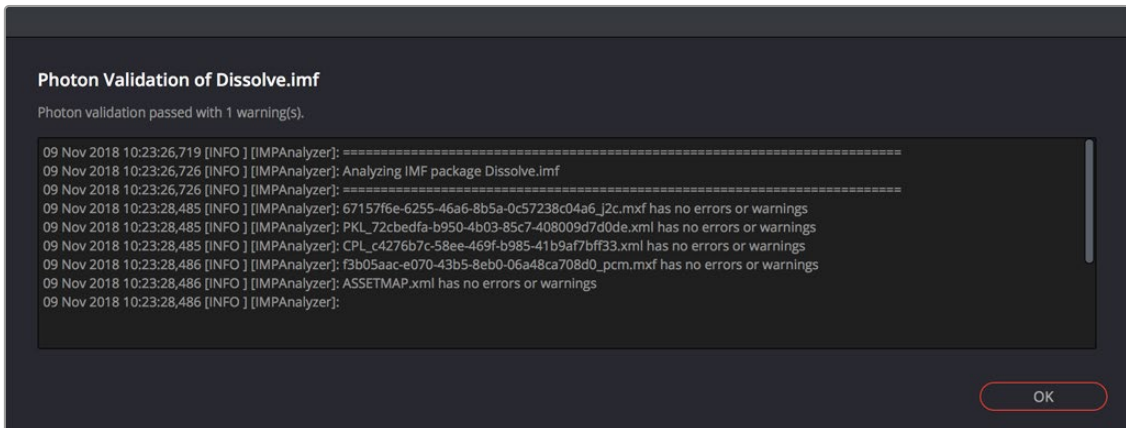 Photon Validation of Dissolve.imf
Photon validation passed with 1 warning(s).
09 Nov 2018 10:23:26,719 [INFO ] [IMPAnalyzer]: ==========================================================================
09 Nov 2018 10:23:26,726 [INFO ] [IMPAnalyzer]: Analyzing IMF package Dissolve.imf
09 Nov 2018 10:23:26,726 [INFO ] [IMPAnalyzer]: ==========================================================================
09 Nov 2018 10:23:28,485 [INFO ] [IMPAnalyzer]: 67157f6e-6255-46a6-8b5a-0c57238c04a6_j2c.mxf has no errors or warnings
09 Nov 2018 10:23:28,485 [INFO ] [IMPAnalyzer]: PKL_72cbedfa-b950-4b03-85c7-408009d7d0de.xml has no errors or warnings
09 Nov 2018 10:23:28,485 [INFO ] [IMPAnalyzer]: CPL_c4276b7c-58ee-469f-b985-41b9af7bff33.xml has no errors or warnings
09 Nov 2018 10:23:28,486 [INFO ] [IMPAnalyzer]: f3b05aac-e070-43b5-8eb0-06a48ca708d0_pcm.mxf has no errors or warnings
09 Nov 2018 10:23:28,486 [INFO ] [IMPAnalyzer]: ASSETMAP.xml has no errors or warnings
09 Nov 2018 10:23:28,486 [INFO ] [IMPAnalyzer]:
OK